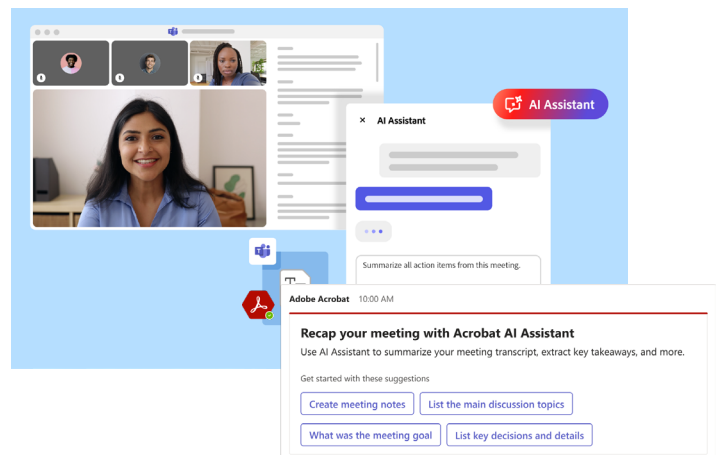 AI Assistant
× AI Assistant
Summarize all action items from this meeting.
Adobe Acrobat 10:00 AM
Recap your meeting with Acrobat AI Assistant
Use AI Assistant to summarize your meeting transcript, extract key takeaways, and more.
Get started with these suggestions
Create meeting notes
List the main discussion topics
What was the meeting goal
List key decisions and details